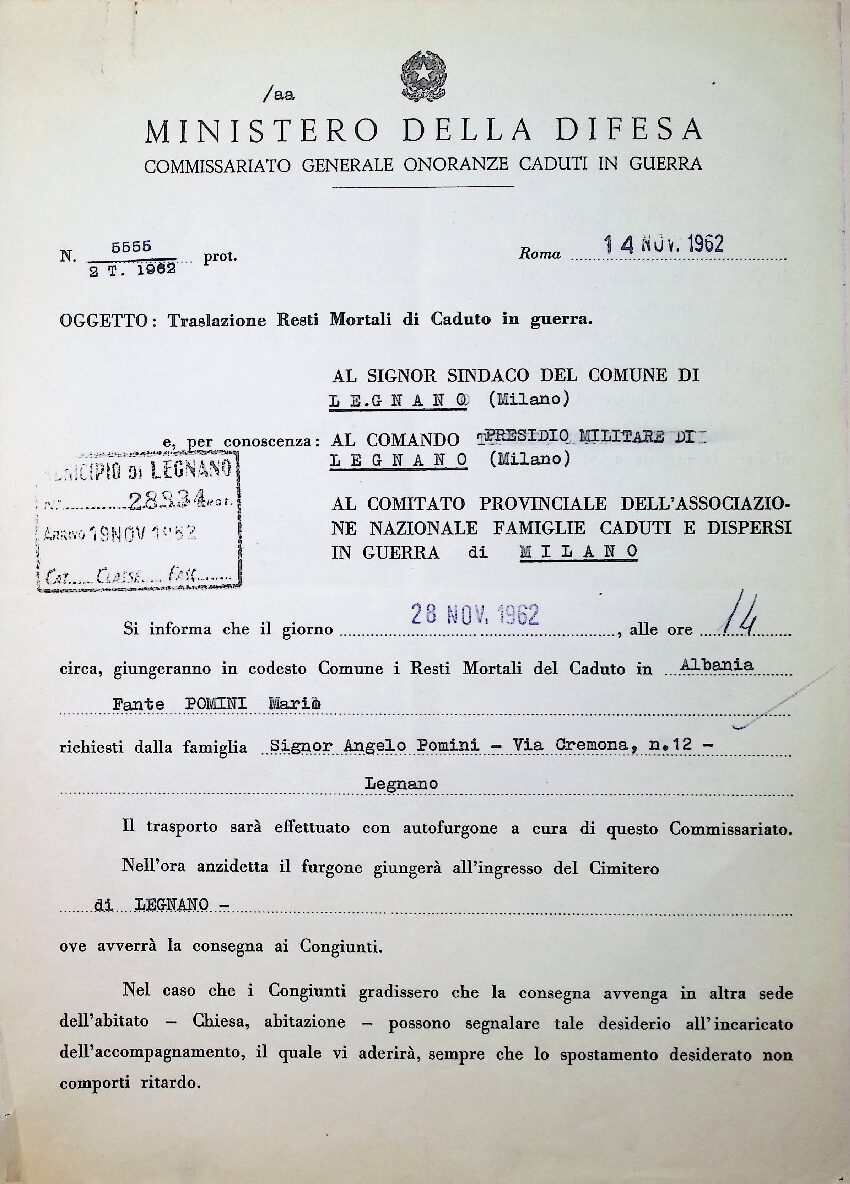 /aa
MINISTERO DELLA DIFESA
COMMISSARIATO GENERALE ONORANZE CADUTI IN GUERRA
N. 5555 / 2 T. 1962 prot.
Roma 14 NOV. 1962
OGGETTO: Traslazione Resti Mortali di Caduto in guerra.
AL SIGNOR SINDACO DEL COMUNE DI
LE.GNANO (Milano)
e, per conoscenza: AL COMANDO PRESIDIO MILITARE DI
LEGNANO (Milano)
MUNICIPIO DI LEGNANO
28934
ARRIVO 19 NOV 1962
CAT. CLASSE FASC.
AL COMITATO PROVINCIALE DELL'ASSOCIAZIO-
NE NAZIONALE FAMIGLIE CADUTI E DISPERSI
IN GUERRA di MILANO
Si informa che il giorno 28 NOV. 1962, alle ore 14
circa, giungeranno in codesto Comune i Resti Mortali del Caduto in Albania
Fante POMINI Mario
richiesti dalla famiglia Signor Angelo Pomini - Via Cremona, n.12 -
Legnano
Il trasporto sarà effettuato con autofurgone a cura di questo Commissariato.
Nell'ora anzidetta il furgone giungerà all'ingresso del Cimitero
di LEGNANO -
ove avverrà la consegna ai Congiunti.
Nel caso che i Congiunti gradissero che la consegna avvenga in altra sede
dell'abitato - Chiesa, abitazione - possono segnalare tale desiderio all'incaricato
dell'accompagnamento, il quale vi aderirà, sempre che lo spostamento desiderato non
comporti ritardo.